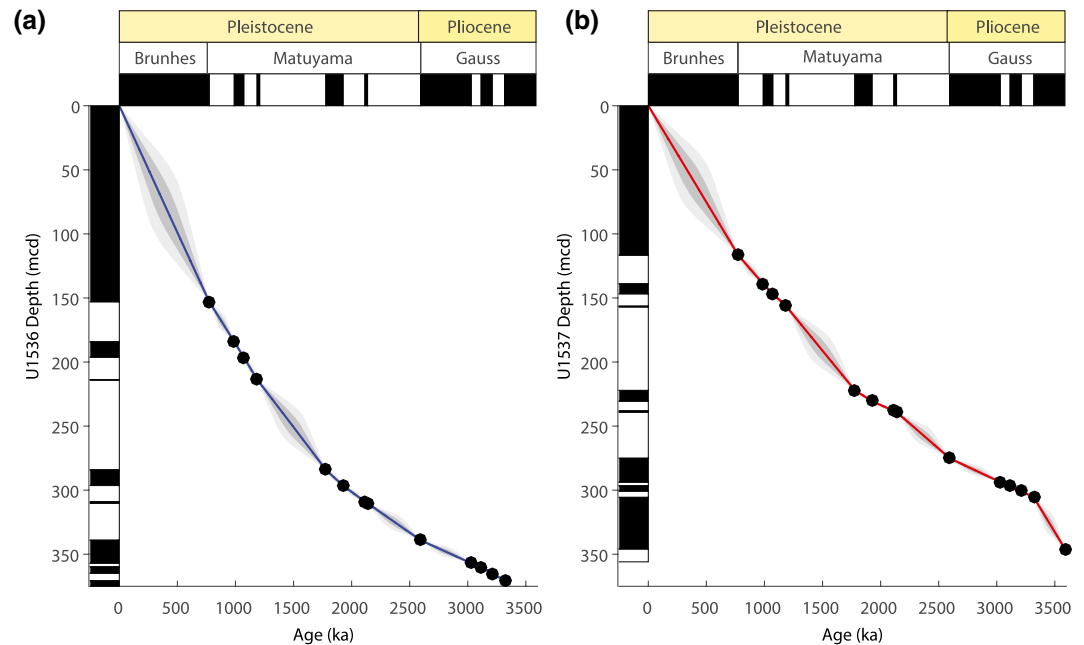 (a)
Pleistocene Pliocene
Brunhes Matuyama Gauss
0
50
100
150
200
250
300
350
U1536 Depth (mcd)
0 500 1000 1500 2000 2500 3000 3500
Age (ka)
(b)
Pleistocene Pliocene
Brunhes Matuyama Gauss
0
50
100
150
200
250
300
350
U1537 Depth (mcd)
0 500 1000 1500 2000 2500 3000 3500
Age (ka)